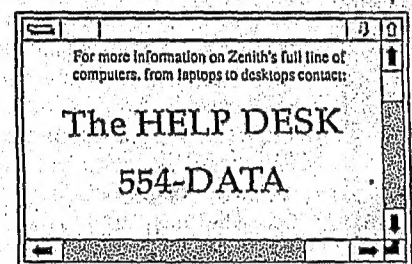 For more information on Zenith's full line of
computers, from laptops to desktops contact:
The HELP DESK
554-DATA